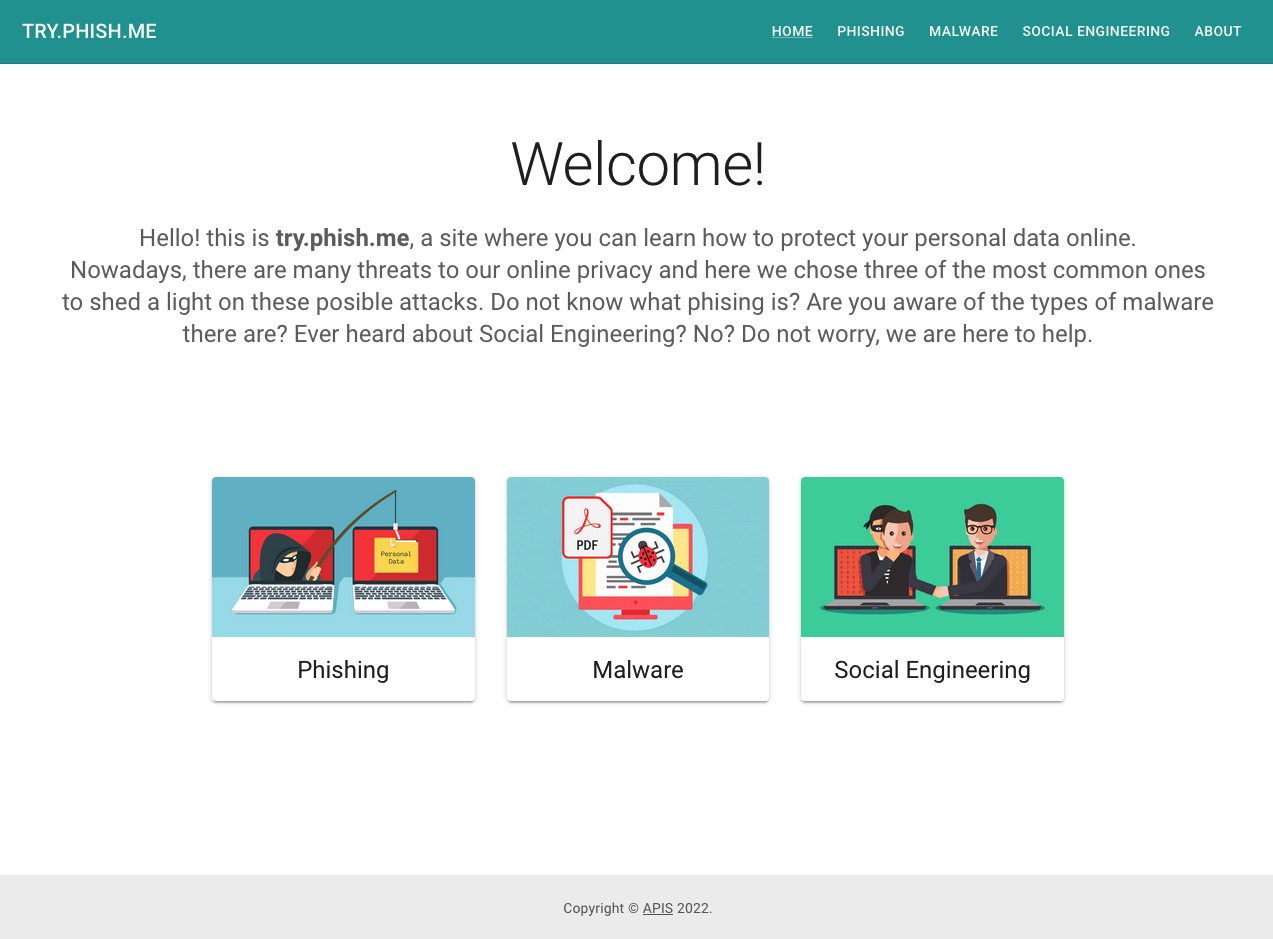 TRY.PHISH.ME
HOME PHISHING MALWARE SOCIAL ENGINEERING ABOUT
Welcome!
Hello! this is try.phish.me, a site where you can learn how to protect your personal data online.
Nowadays, there are many threats to our online privacy and here we chose three of the most common ones
to shed a light on these posible attacks. Do not know what phising is? Are you aware of the types of malware
there are? Ever heard about Social Engineering? No? Do not worry, we are here to help.
Personal
Data
PDF
Phishing
Malware
Social Engineering
Copyright © APIS 2022.